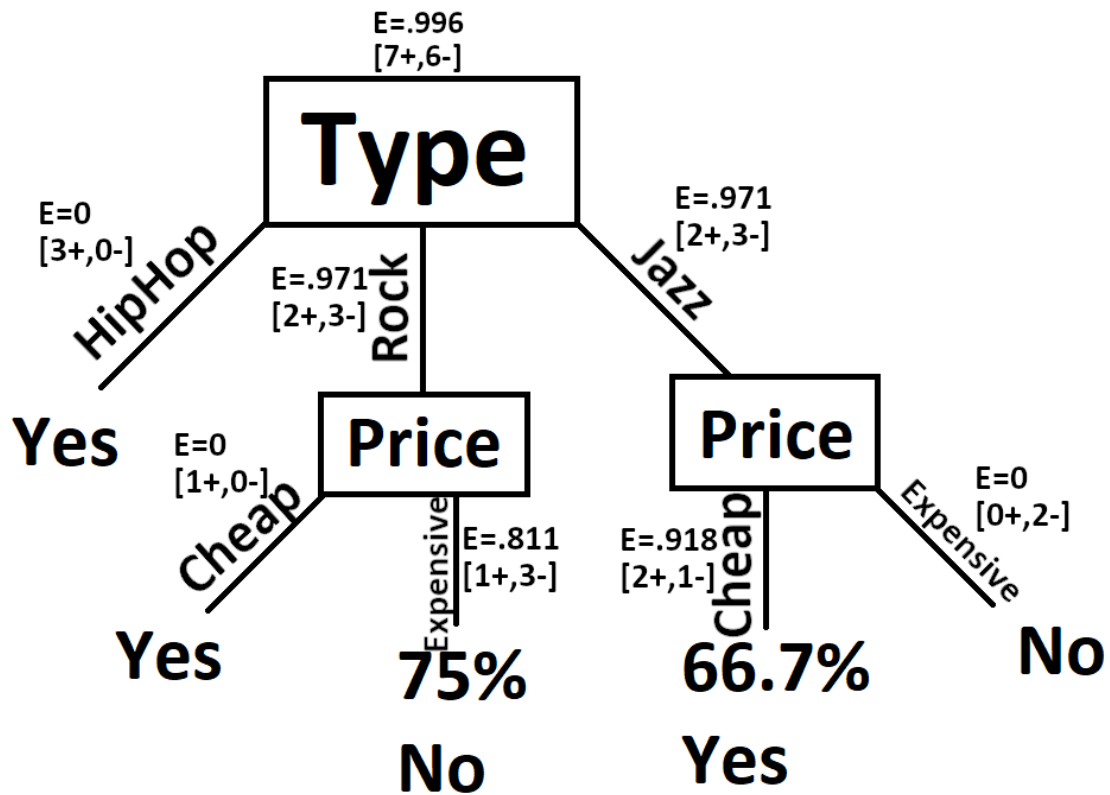 E=.996
[7+,6-]
Type
E=0
[3+,0-]
HipHop
E=.971
[2+,3-]
Rock
E=.971
[2+,3-]
Jazz
Yes
Price
Price
E=0
[1+,0-]
Cheap
Expensive
E=.811
[1+,3-]
E=.918
[2+,1-]
Cheap
Expensive
E=0
[0+,2-]
Yes
75%
No
66.7%
Yes
No